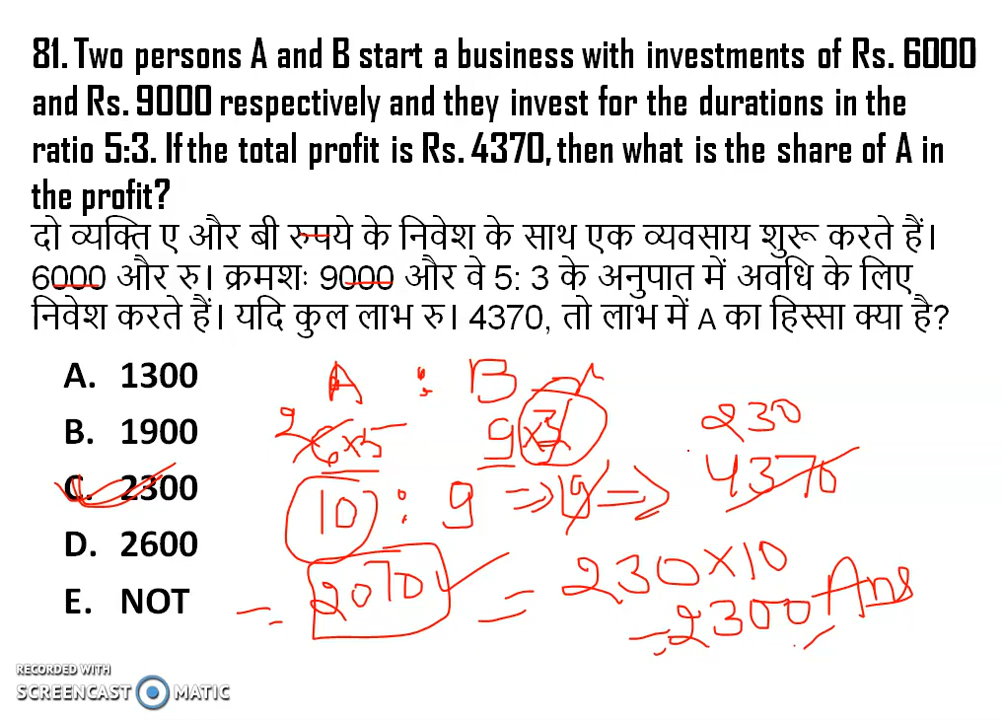 81. Two persons A and B start a business with investments of Rs. 6000
and Rs. 9000 respectively and they invest for the durations in the
ratio 5:3. If the total profit is Rs. 4370, then what is the share of A in
the profit?
दो व्यक्ति ए और बी रुपये के निवेश के साथ एक व्यवसाय शुरू करते हैं।
6000 और रु। क्रमशः 9000 और वे 5: 3 के अनुपात में अवधि के लिए
निवेश करते हैं। यदि कुल लाभ रु। 4370, तो लाभ में A का हिस्सा क्या है?
A. 1300
B. 1900
C. 2300
D. 2600
E. NOT
A : B
2 6×5 9×3 230
10 : 9 => 19 => 4370
= 2070 = 230×10
= 2300 Ans
RECORDED WITH
SCREENCAST MATIC